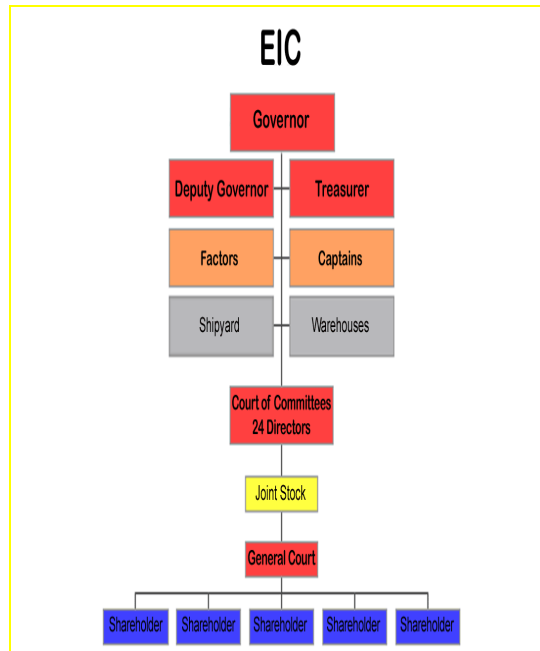 EIC
Governor
Deputy Governor
Treasurer
Factors
Captains
Shipyard
Warehouses
Court of Committees
24 Directors
Joint Stock
General Court
Shareholder
Shareholder
Shareholder
Shareholder
Shareholder